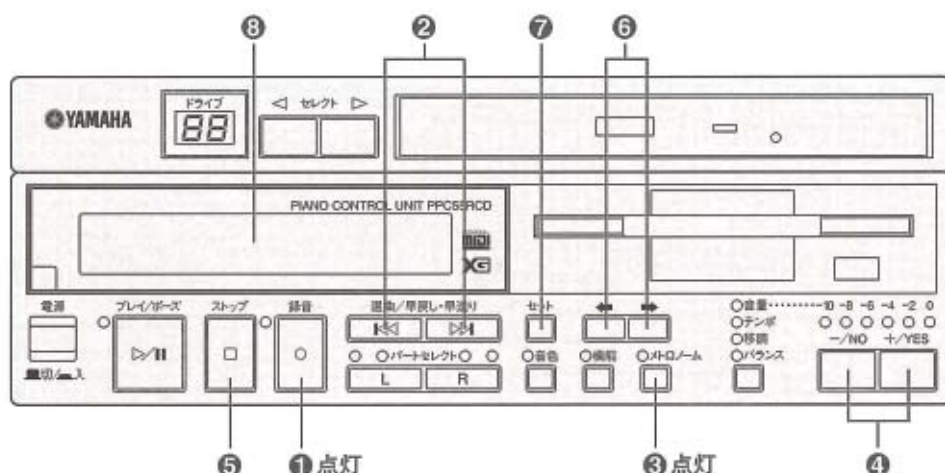 ❽ ❷ ❼ ❻
YAMAHA
ドライブ
88
◁ セレクト ▷
PIANO CONTROL UNIT PPC55RCD
MIDI
XG
電源 プレイ/ポーズ ストップ 録音 選曲/早戻し・早送り セット
▷/II □ ○
切/入
パートセレクト
L R
音色 機能 メトロノーム
音量 -10 -8 -6 -4 -2 0
テンポ
移調
バランス
−/NO +/YES
❺ ❶点灯 ❸点灯 ❹